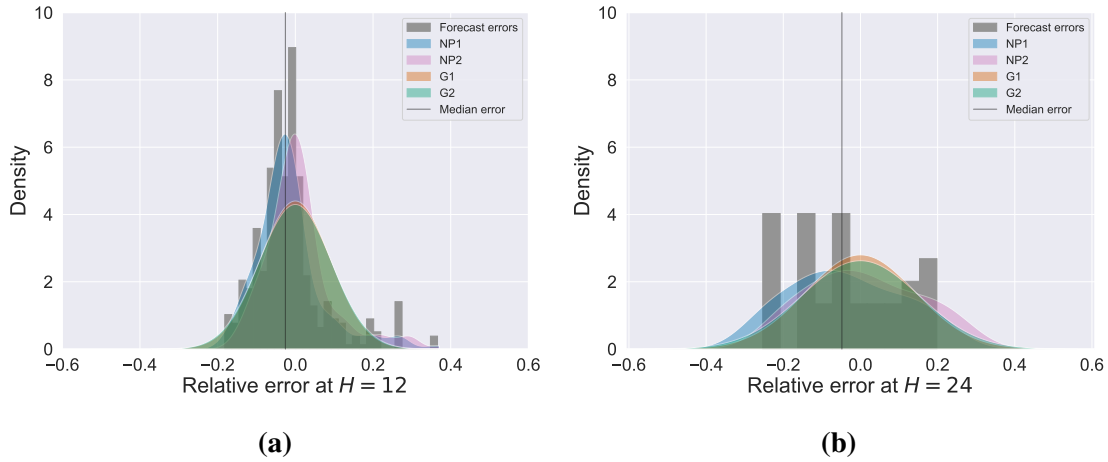 10
8
6
4
2
0
Density
−0.6
−0.4
−0.2
0.0
0.2
0.4
0.6
Relative error at H = 12
Forecast errors
NP1
NP2
G1
G2
Median error
(a)
10
8
6
4
2
0
Density
−0.6
−0.4
−0.2
0.0
0.2
0.4
0.6
Relative error at H = 24
Forecast errors
NP1
NP2
G1
G2
Median error
(b)